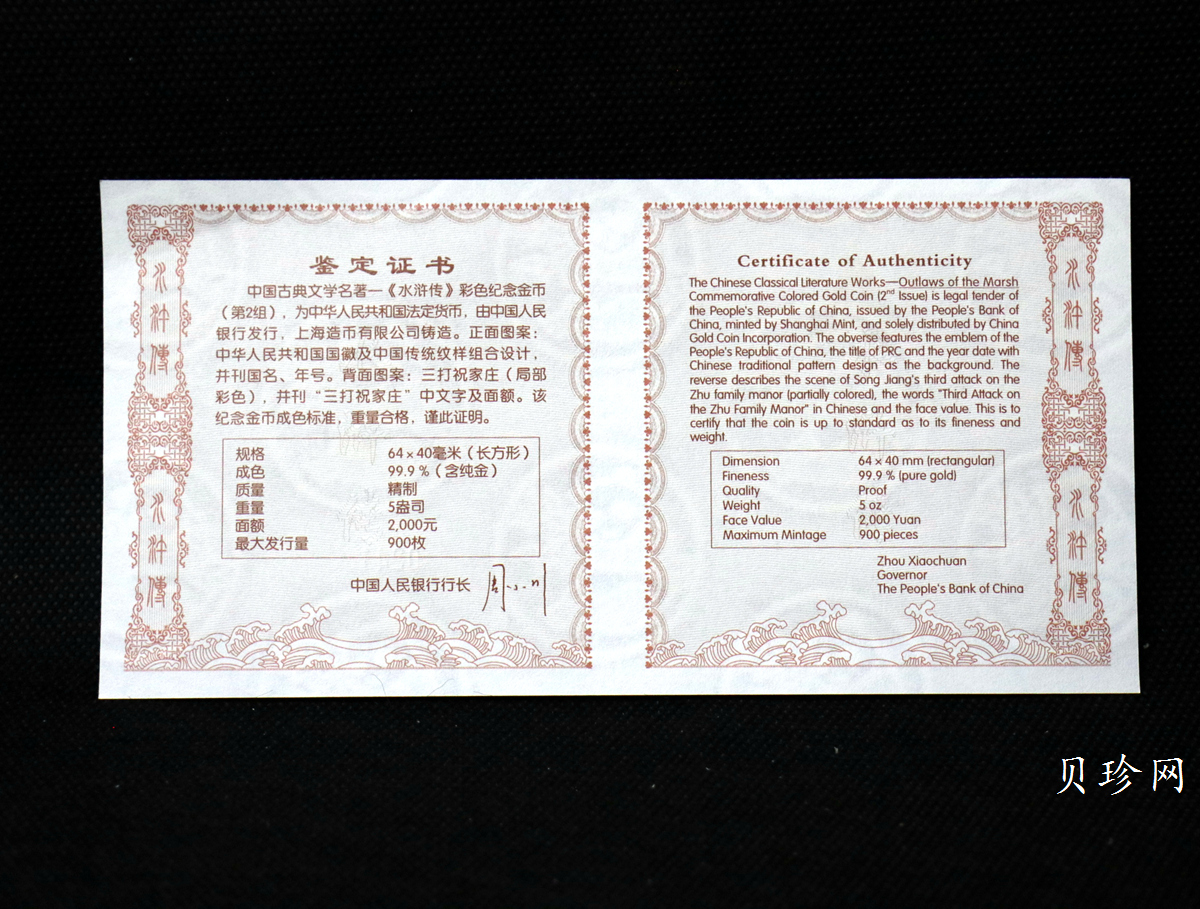 鉴定证书
中国古典文学名著—《水浒传》彩色纪念金币
（第2组），为中华人民共和国法定货币，由中国人民
银行发行，上海造币有限公司铸造。正面图案：
中华人民共和国国徽及中国传统纹样组合设计，
并刊国名、年号。背面图案：三打祝家庄（局部
彩色），并刊“三打祝家庄”中文字及面额。该
纪念金币成色标准，重量合格，谨此证明。
规格 64×40毫米（长方形）
成色 99.9％（含纯金）
质量 精制
重量 5盎司
面额 2,000元
最大发行量 900枚
中国人民银行行长 周小川
水浒傳
水浒傳
Certificate of Authenticity
The Chinese Classical Literature Works—Outlaws of the Marsh
Commemorative Colored Gold Coin (2nd Issue) is legal tender of
the People's Republic of China, issued by the People's Bank of
China, minted by Shanghai Mint, and solely distributed by China
Gold Coin Incorporation. The obverse features the emblem of the
People's Republic of China, the title of PRC and the year date with
Chinese traditional pattern design as the background. The
reverse describes the scene of Song Jiang's third attack on the
Zhu family manor (partially colored), the words "Third Attack on
the Zhu Family Manor" in Chinese and the face value. This is to
certify that the coin is up to standard as to its fineness and
weight.
Dimension 64×40 mm (rectangular)
Fineness 99.9 % (pure gold)
Quality Proof
Weight 5 oz
Face Value 2,000 Yuan
Maximum Mintage 900 pieces
Zhou Xiaochuan
Governor
The People's Bank of China
水浒傳
水浒傳
贝珍网